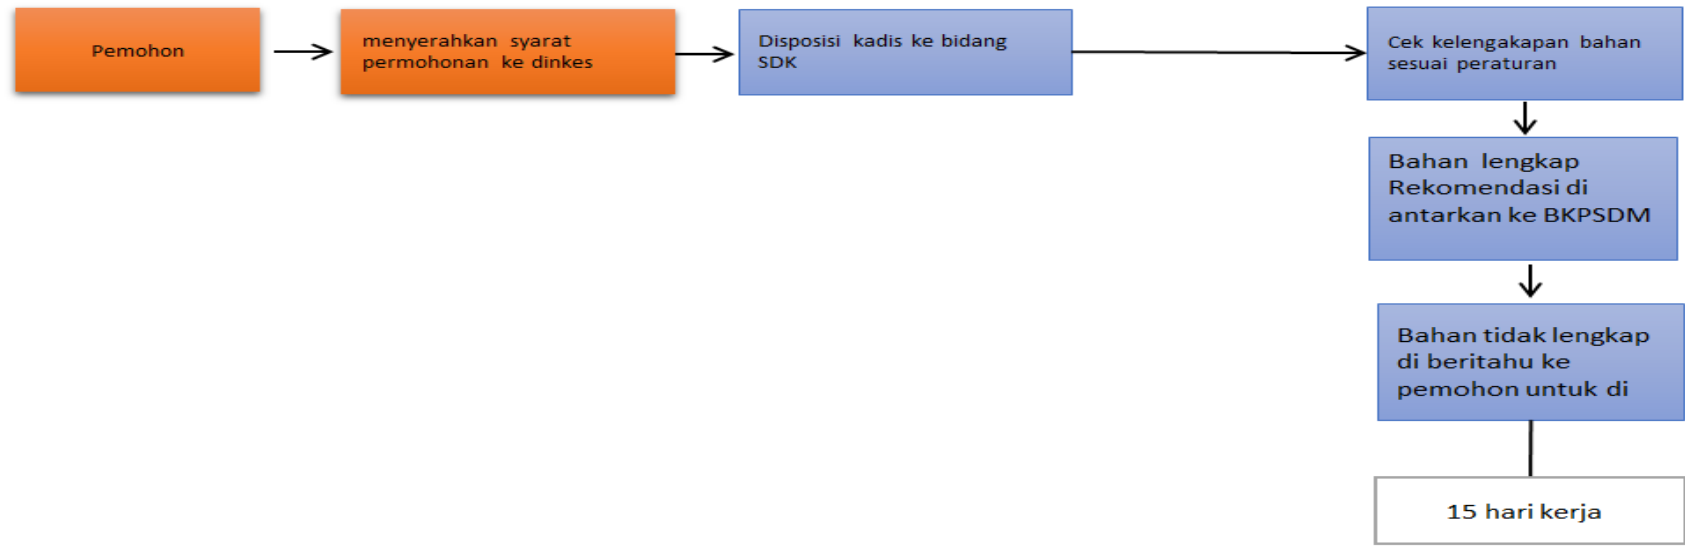 Pemohon
menyerahkan syarat
permohonan ke dinkes
Disposisi kadis ke bidang
SDK
Cek kelengakapan bahan
sesuai peraturan
Bahan lengkap
Rekomendasi di
antarkan ke BKPSDM
Bahan tidak lengkap
di beritahu ke
pemohon untuk di
15 hari kerja